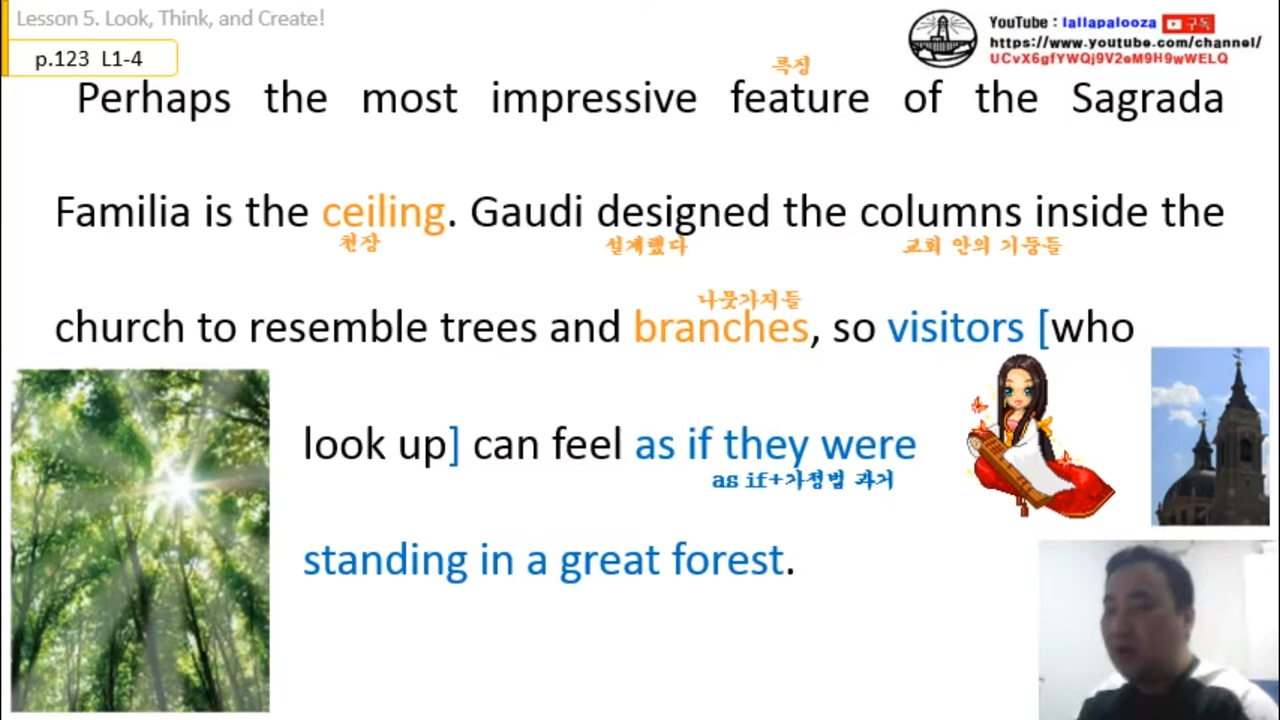 Lesson 5. Look, Think, and Create!
YouTube : lallapalooza 구독
p.123 L1-4
https://www.youtube.com/channel/
UCvX6gfYWQj9V2eM9H9wWELQ
특징
Perhaps the most impressive feature of the Sagrada
Familia is the ceiling. Gaudi designed the columns inside the
천장 설계했다 교회 안의 기둥들
나뭇가지들
church to resemble trees and branches, so visitors [who
look up] can feel as if they were
as if+가정법 과거
standing in a great forest.